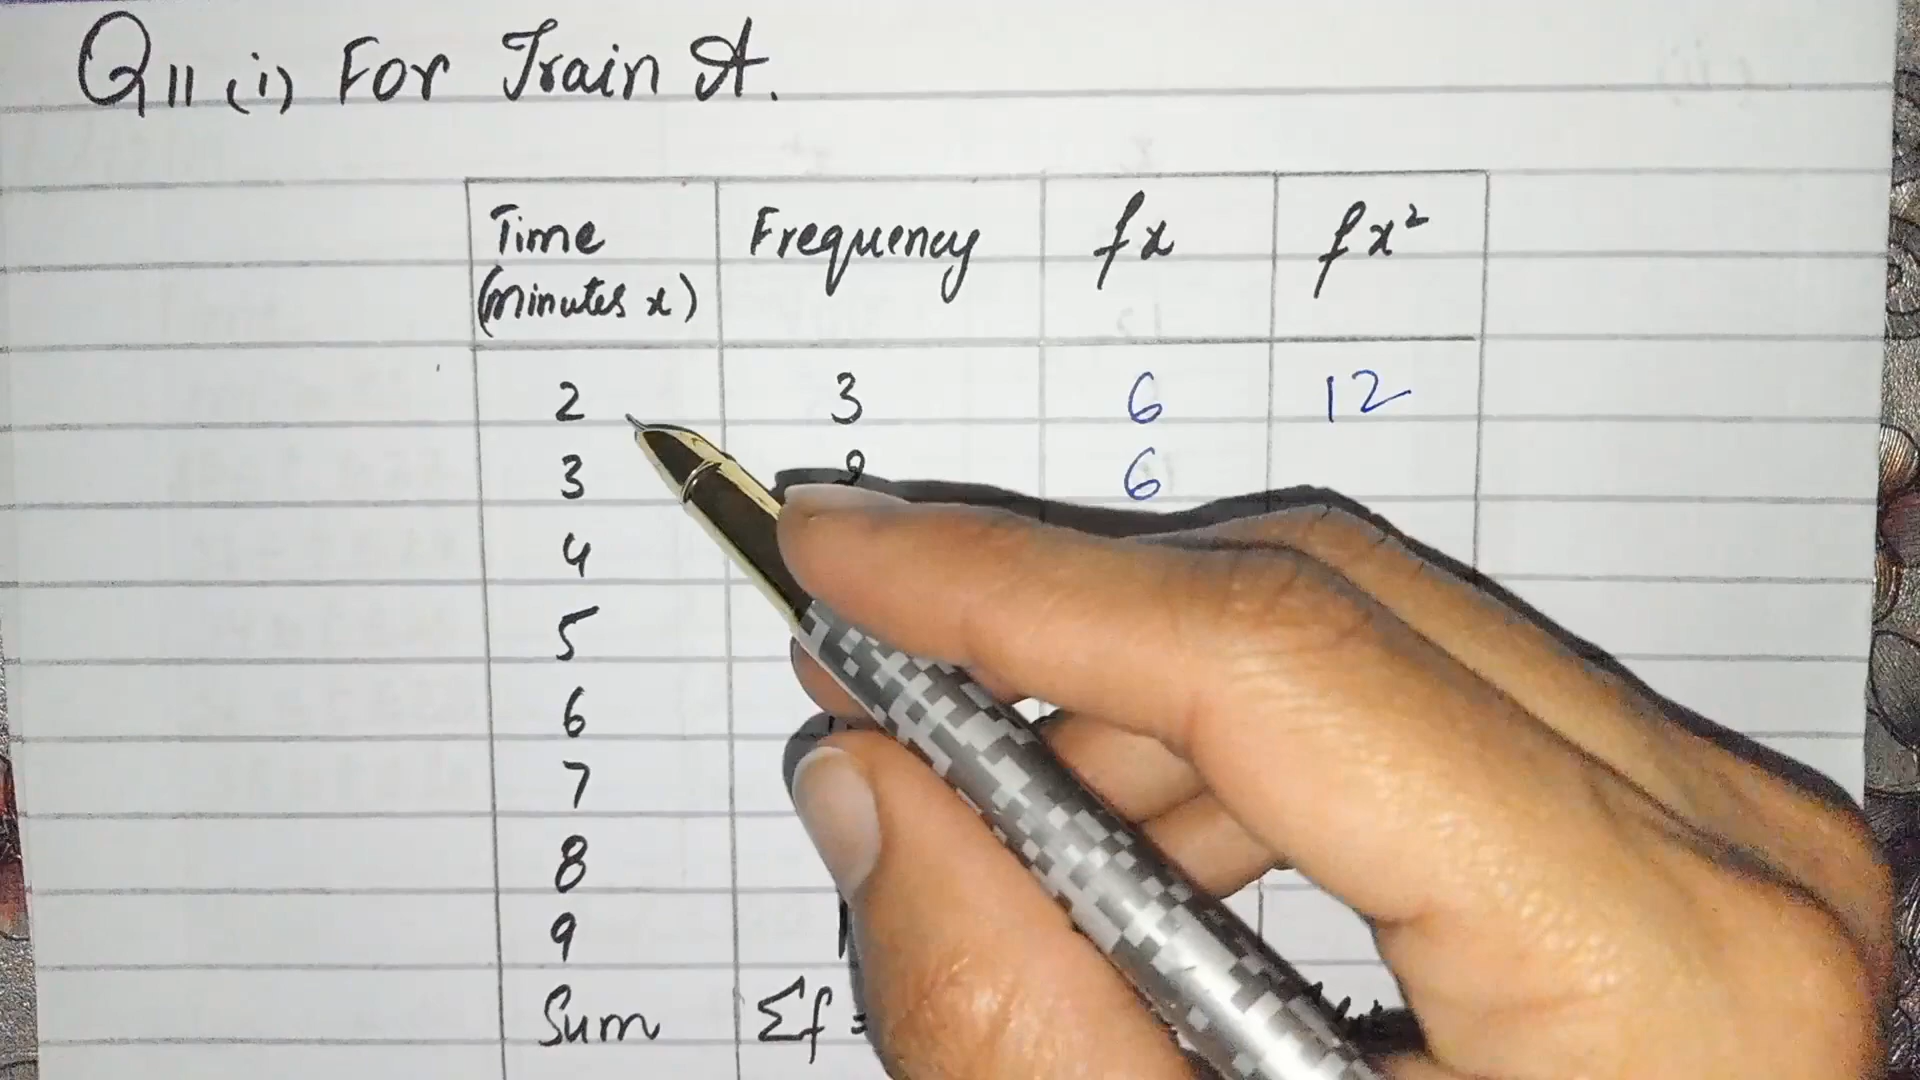 Q11 (i) For Train A.
Time (Minutes x) Frequency fx fx²
2 3 6 12
3 6
4
5
6
7
8
9
Sum Σf =